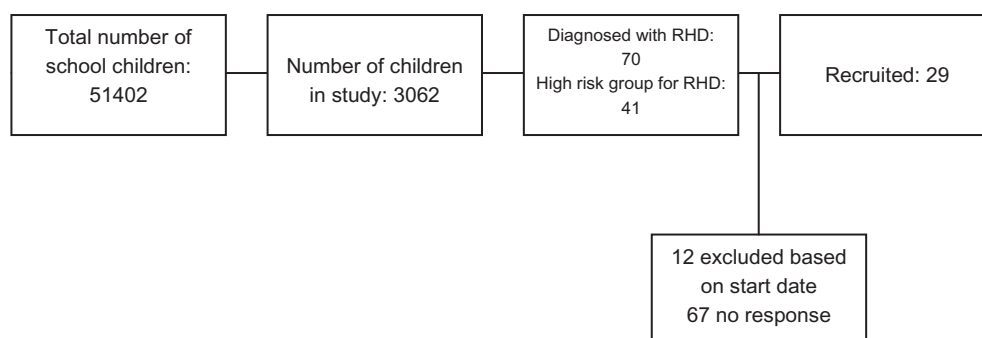 Total number of
school children:
51402
Number of children
in study: 3062
Diagnosed with RHD:
70
High risk group for RHD:
41
Recruited: 29
12 excluded based
on start date
67 no response